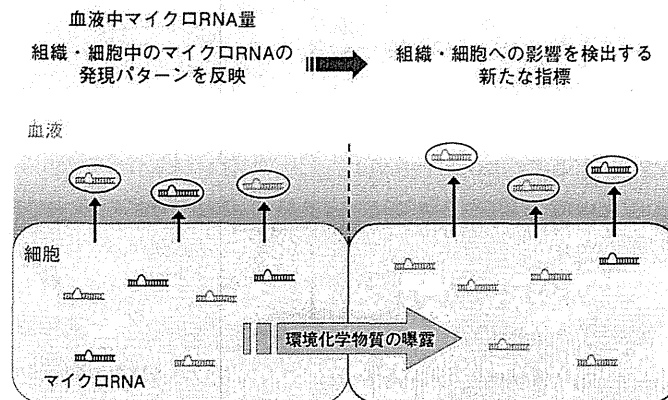 血液中マイクロRNA量
組織・細胞中のマイクロRNAの
発現パターンを反映
組織・細胞への影響を検出する
新たな指標
血液
細胞
環境化学物質の曝露
マイクロRNA